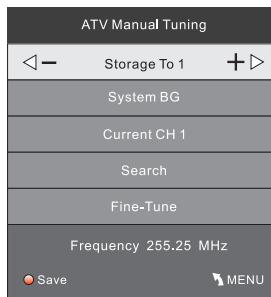 ATV Manual Tuning
Storage To 1
System BG
Current CH 1
Search
Fine-Tune
Frequency 255.25 MHz
Save MENU